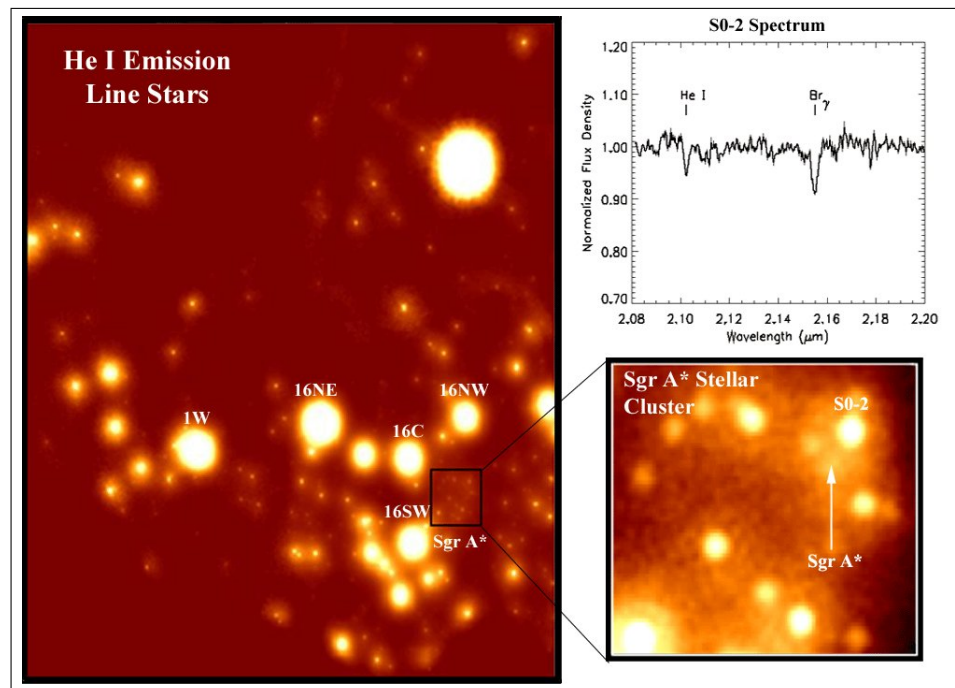 He I Emission
Line Stars
1W
16NE
16NW
16C
16SW
Sgr A*
S0-2 Spectrum
1.20
1.10
1.00
0.90
0.80
0.70
Normalized Flux Density
He I
Brγ
2.08 2.10 2.12 2.14 2.16 2.18 2.20
Wavelength (μm)
Sgr A* Stellar
Cluster
S0-2
Sgr A*